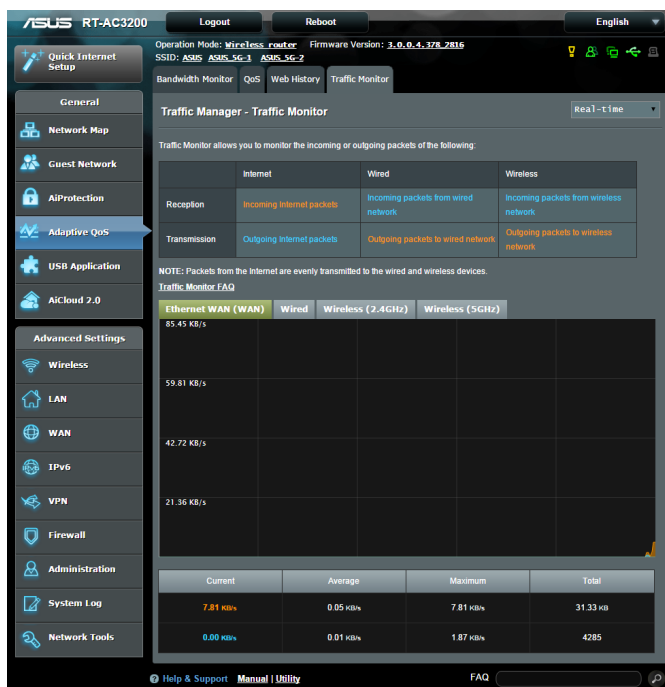 ASUS RT-AC3200 Logout Reboot English
Quick Internet
Setup
Operation Mode: Wireless router Firmware Version: 3.0.0.4.378_2816
SSID: ASUS ASUS_5G-1 ASUS_5G-2
Bandwidth Monitor QoS Web History Traffic Monitor
General
Network Map
Guest Network
AiProtection
Adaptive QoS
USB Application
AiCloud 2.0
Advanced Settings
Wireless
LAN
WAN
IPv6
VPN
Firewall
Administration
System Log
Network Tools
Traffic Manager - Traffic Monitor Real-time
Traffic Monitor allows you to monitor the incoming or outgoing packets of the following:
Internet Wired Wireless
Reception Incoming Internet packets Incoming packets from wired network Incoming packets from wireless network
Transmission Outgoing Internet packets Outgoing packets to wired network Outgoing packets to wireless network
NOTE: Packets from the Internet are evenly transmitted to the wired and wireless devices.
Traffic Monitor FAQ
Ethernet WAN (WAN) Wired Wireless (2.4GHz) Wireless (5GHz)
85.45 KB/s
59.81 KB/s
42.72 KB/s
21.36 KB/s
Current Average Maximum Total
7.81 KB/s 0.05 KB/s 7.81 KB/s 31.33 KB
0.00 KB/s 0.01 KB/s 1.87 KB/s 4285
Help & Support Manual | Utility FAQ